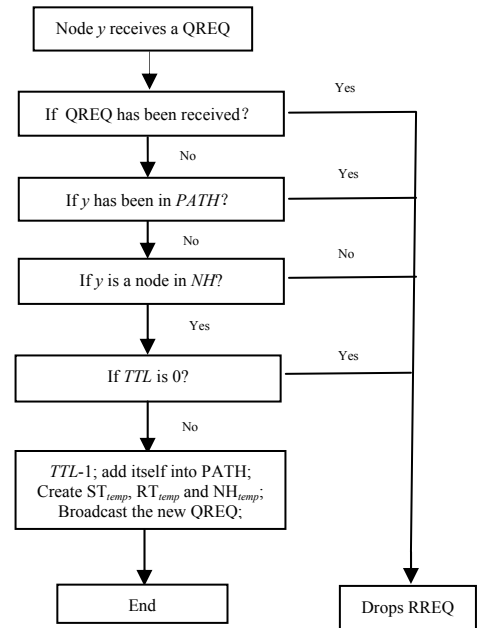 Node y receives a QREQ
If QREQ has been received?
Yes
No
If y has been in PATH?
Yes
No
If y is a node in NH?
No
Yes
If TTL is 0?
Yes
No
TTL-1; add itself into PATH;
Create STtemp, RTtemp and NHtemp;
Broadcast the new QREQ;
End
Drops RREQ